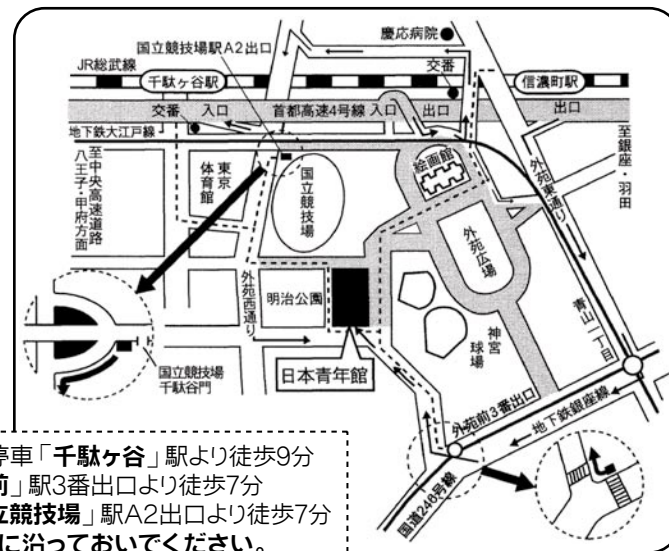 慶応病院
国立競技場駅A2出口
JR総武線
千駄ヶ谷駅
交番
信濃町駅
交番
入口
首都高速4号線
入口
出口
出口
地下鉄大江戸線
至中央高速道路
八王子・甲府方面
東京
体育館
国立競技場
絵画館
外苑東通り
至銀座・羽田
外苑広場
外苑西通り
明治公園
神宮
球場
青山一丁目
日本青年館
国立競技場
千駄谷門
外苑前3番出口
地下鉄銀座線
国道246号線
停車「千駄ヶ谷」駅より徒歩9分
前」駅3番出口より徒歩7分
立競技場」駅A2出口より徒歩7分
に沿っておいでください。